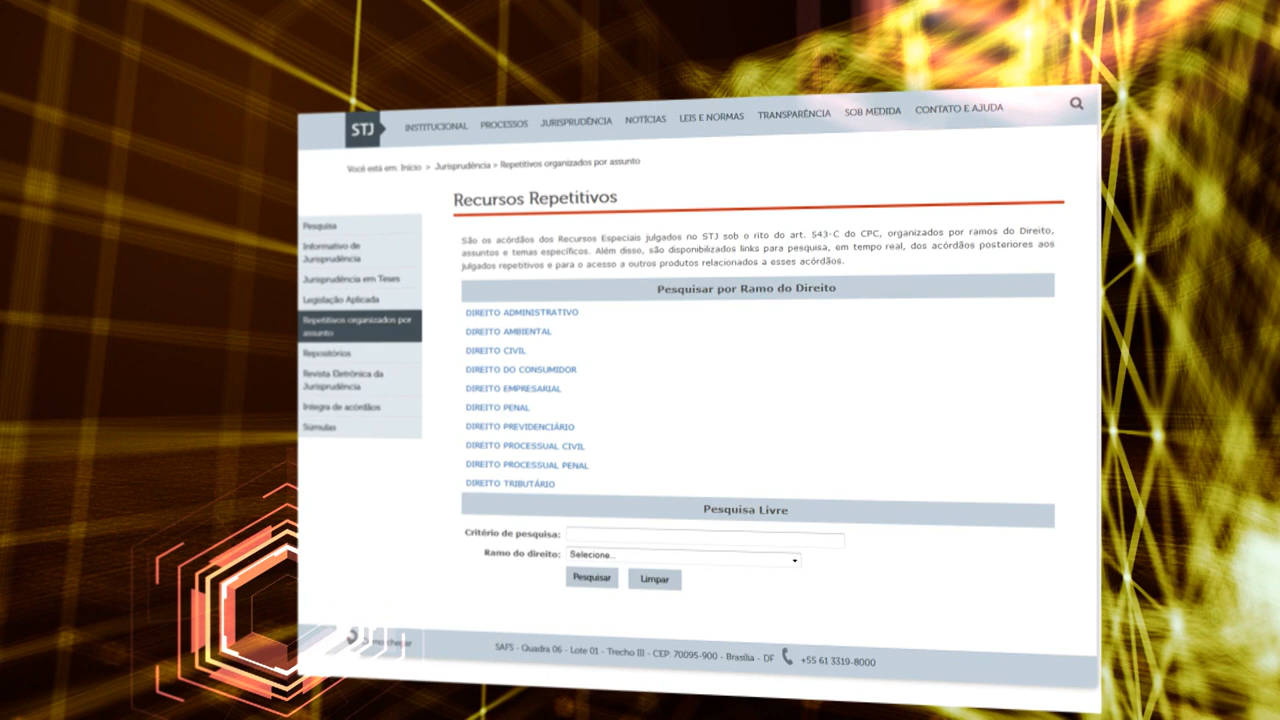 STJ
INSTITUCIONAL PROCESSOS JURISPRUDÊNCIA NOTÍCIAS LEIS E NORMAS TRANSPARÊNCIA SOB MEDIDA CONTATO E AJUDA
Você está em: Início > Jurisprudência > Repetitivos organizados por assunto
Recursos Repetitivos
São os acórdãos dos Recursos Especiais julgados no STJ sob o rito do art. 543-C do CPC, organizados por ramos do Direito,
assuntos e temas específicos. Além disso, são disponibilizados links para pesquisa, em tempo real, dos acórdãos posteriores aos
julgados repetitivos e para o acesso a outros produtos relacionados a esses acórdãos.
Pesquisa
Informativo de
Jurisprudência
Jurisprudência em Teses
Legislação Aplicada
Repetitivos organizados por
assunto
Repositórios
Revista Eletrônica da
Jurisprudência
Íntegra de acórdãos
Súmulas
Pesquisar por Ramo do Direito
DIREITO ADMINISTRATIVO
DIREITO AMBIENTAL
DIREITO CIVIL
DIREITO DO CONSUMIDOR
DIREITO EMPRESARIAL
DIREITO PENAL
DIREITO PREVIDENCIÁRIO
DIREITO PROCESSUAL CIVIL
DIREITO PROCESSUAL PENAL
DIREITO TRIBUTÁRIO
Pesquisa Livre
Critério de pesquisa:
Ramo do direito: Selecione...
Pesquisar Limpar
chegar
SAFS - Quadra 06 - Lote 01 - Trecho III - CEP: 70095-900 - Brasília - DF +55 61 3319-8000